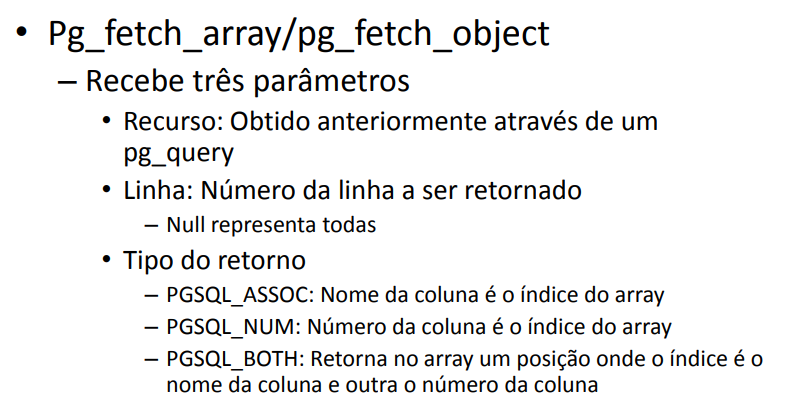 • Pg_fetch_array/pg_fetch_object
– Recebe três parâmetros
• Recurso: Obtido anteriormente através de um
pg_query
• Linha: Número da linha a ser retornado
– Null representa todas
• Tipo do retorno
– PGSQL_ASSOC: Nome da coluna é o índice do array
– PGSQL_NUM: Número da coluna é o índice do array
– PGSQL_BOTH: Retorna no array um posição onde o índice é o
nome da coluna e outra o número da coluna